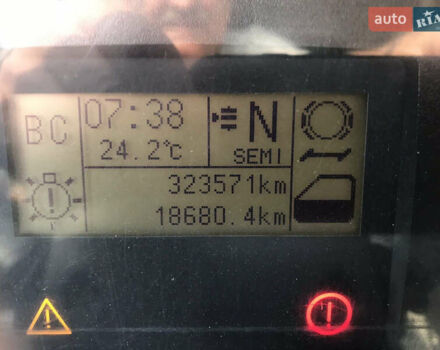 auto RIA
BC
07:38
24.2°C
N
SEMI
323571km
18680.4km